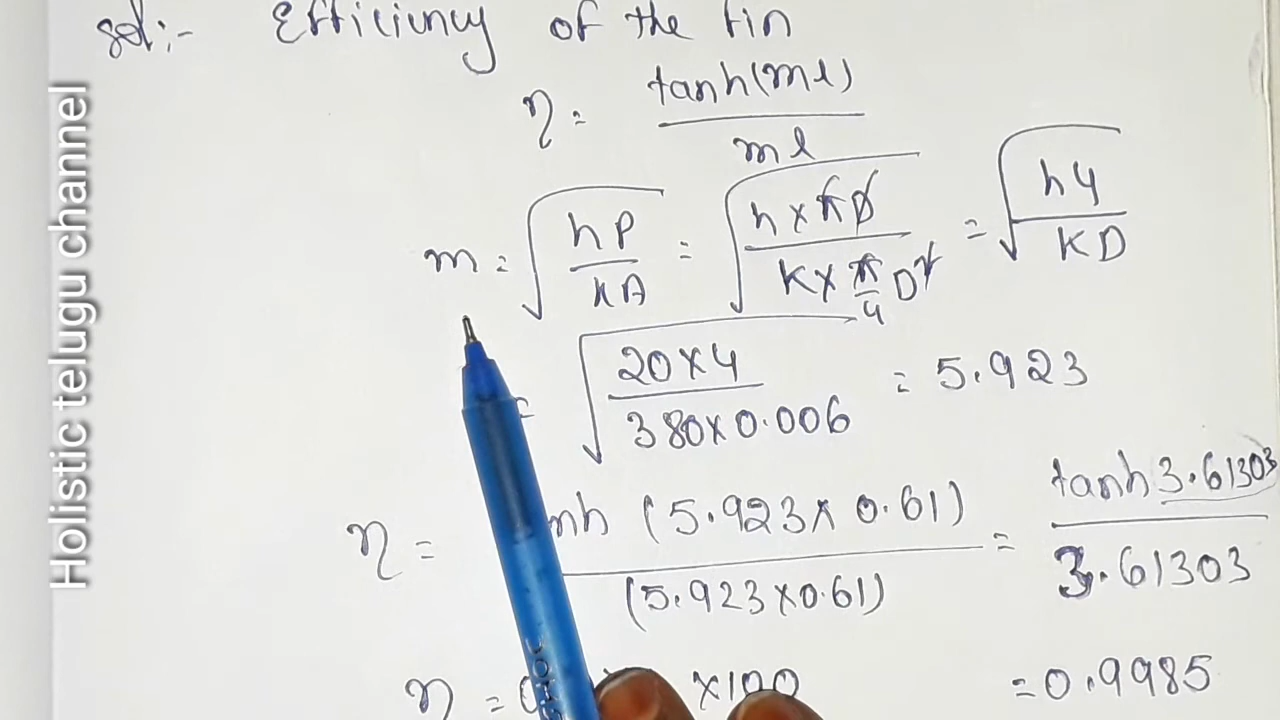 Sol:- Efficiency of the fin
η = tanh(ml) / ml
m = √(hP / KA) = √(h × πD / K × π/4 D²) = √(h4 / KD)
= √(20×4 / 380×0.006) = 5.923
η = nh (5.923 × 0.61) / (5.923×0.61) = tanh 3.61303 / 3.61303
η = 0 ×100 = 0.9985
Holistic telugu channel